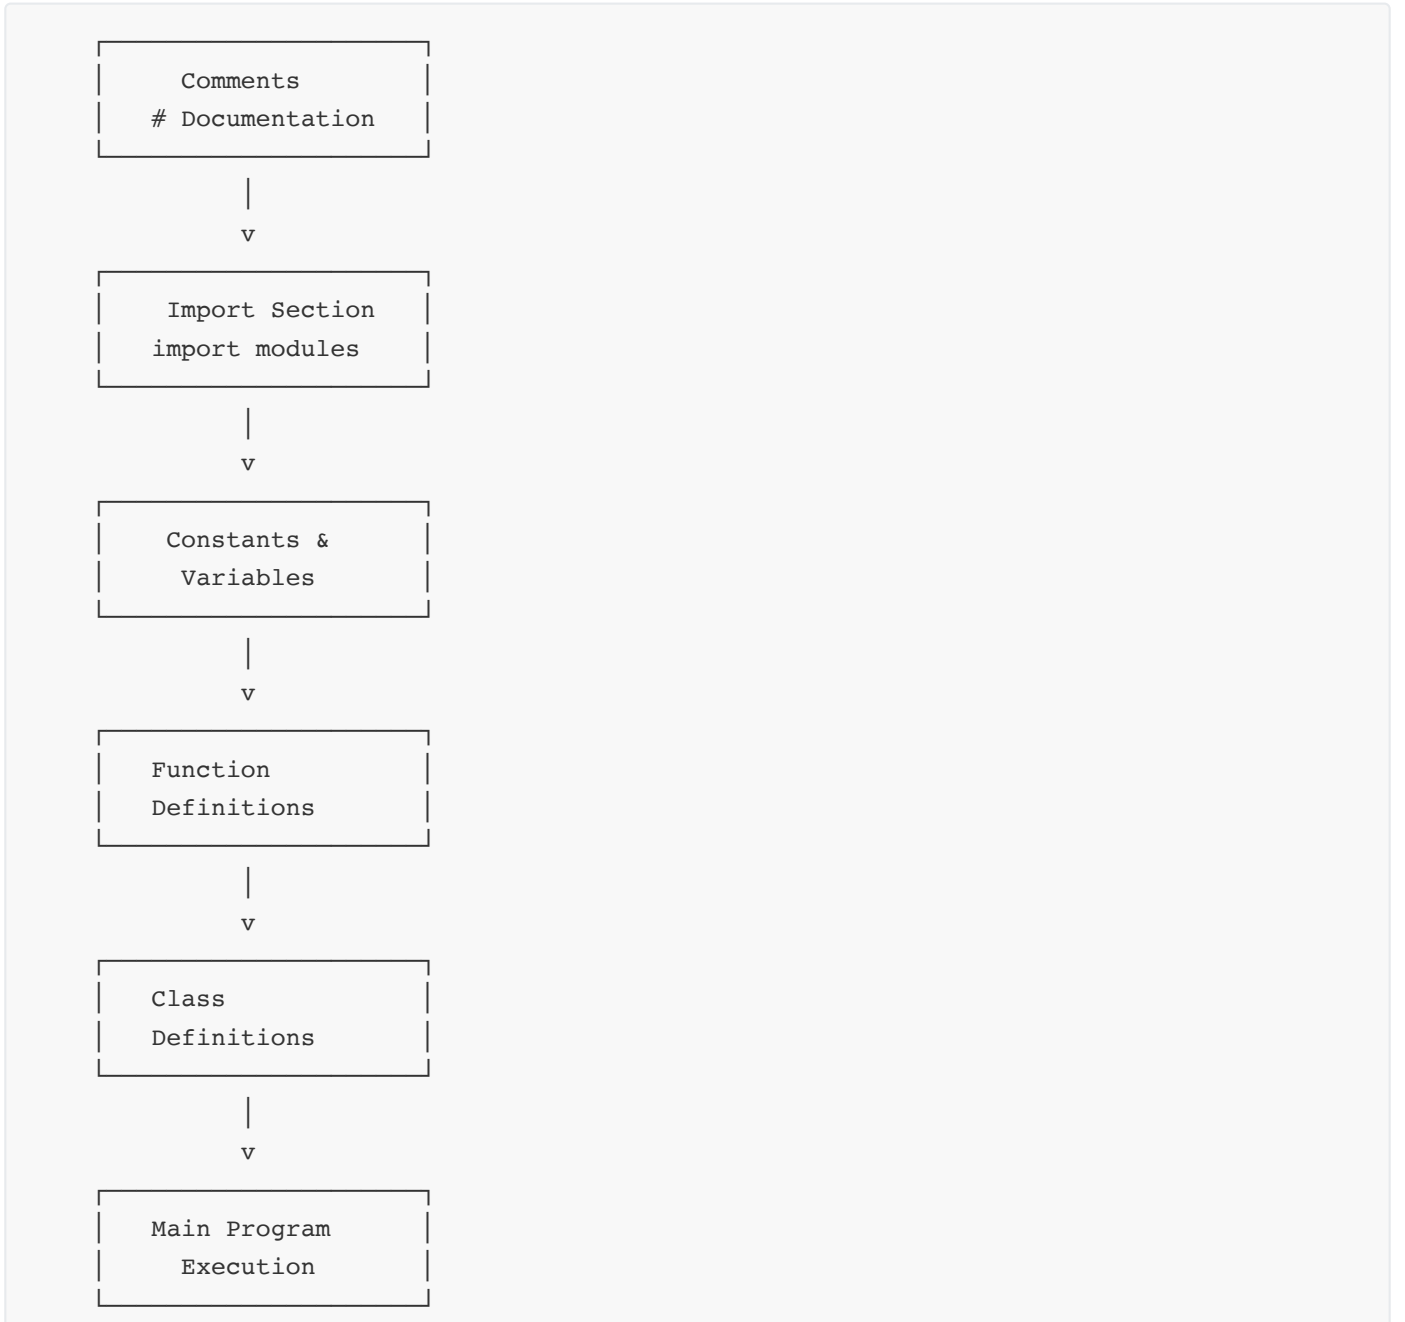 Comments
# Documentation
v
Import Section
import modules
v
Constants &
Variables
v
Function
Definitions
v
Class
Definitions
v
Main Program
Execution